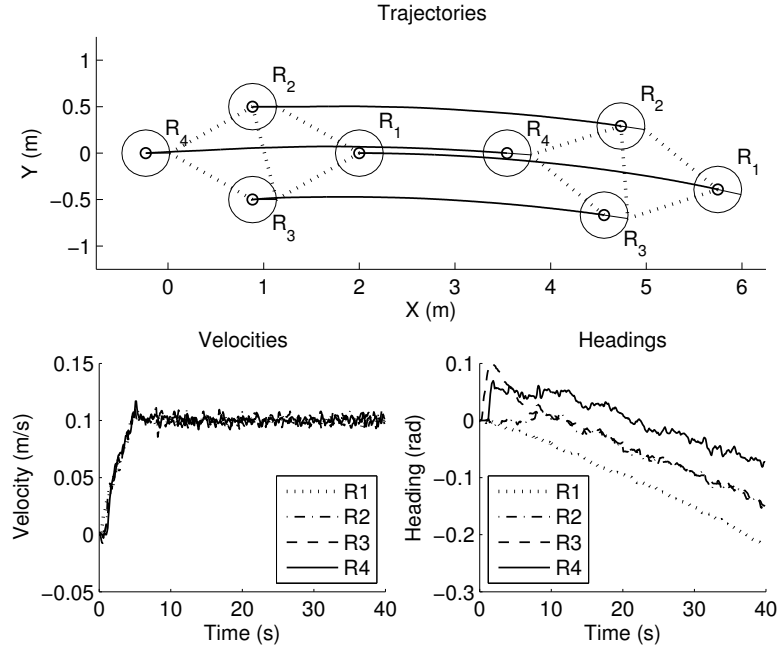 Trajectories
1
0.5
0
−0.5
−1
Y (m)
R4
R2
R1
R3
R4
R2
R1
R3
0
1
2
3
4
5
6
X (m)
Velocities
0.15
0.1
0.05
0
−0.05
Velocity (m/s)
R1
R2
R3
R4
0
10
20
30
40
Time (s)
Headings
0.1
0
−0.1
−0.2
−0.3
Heading (rad)
R1
R2
R3
R4
0
10
20
30
40
Time (s)